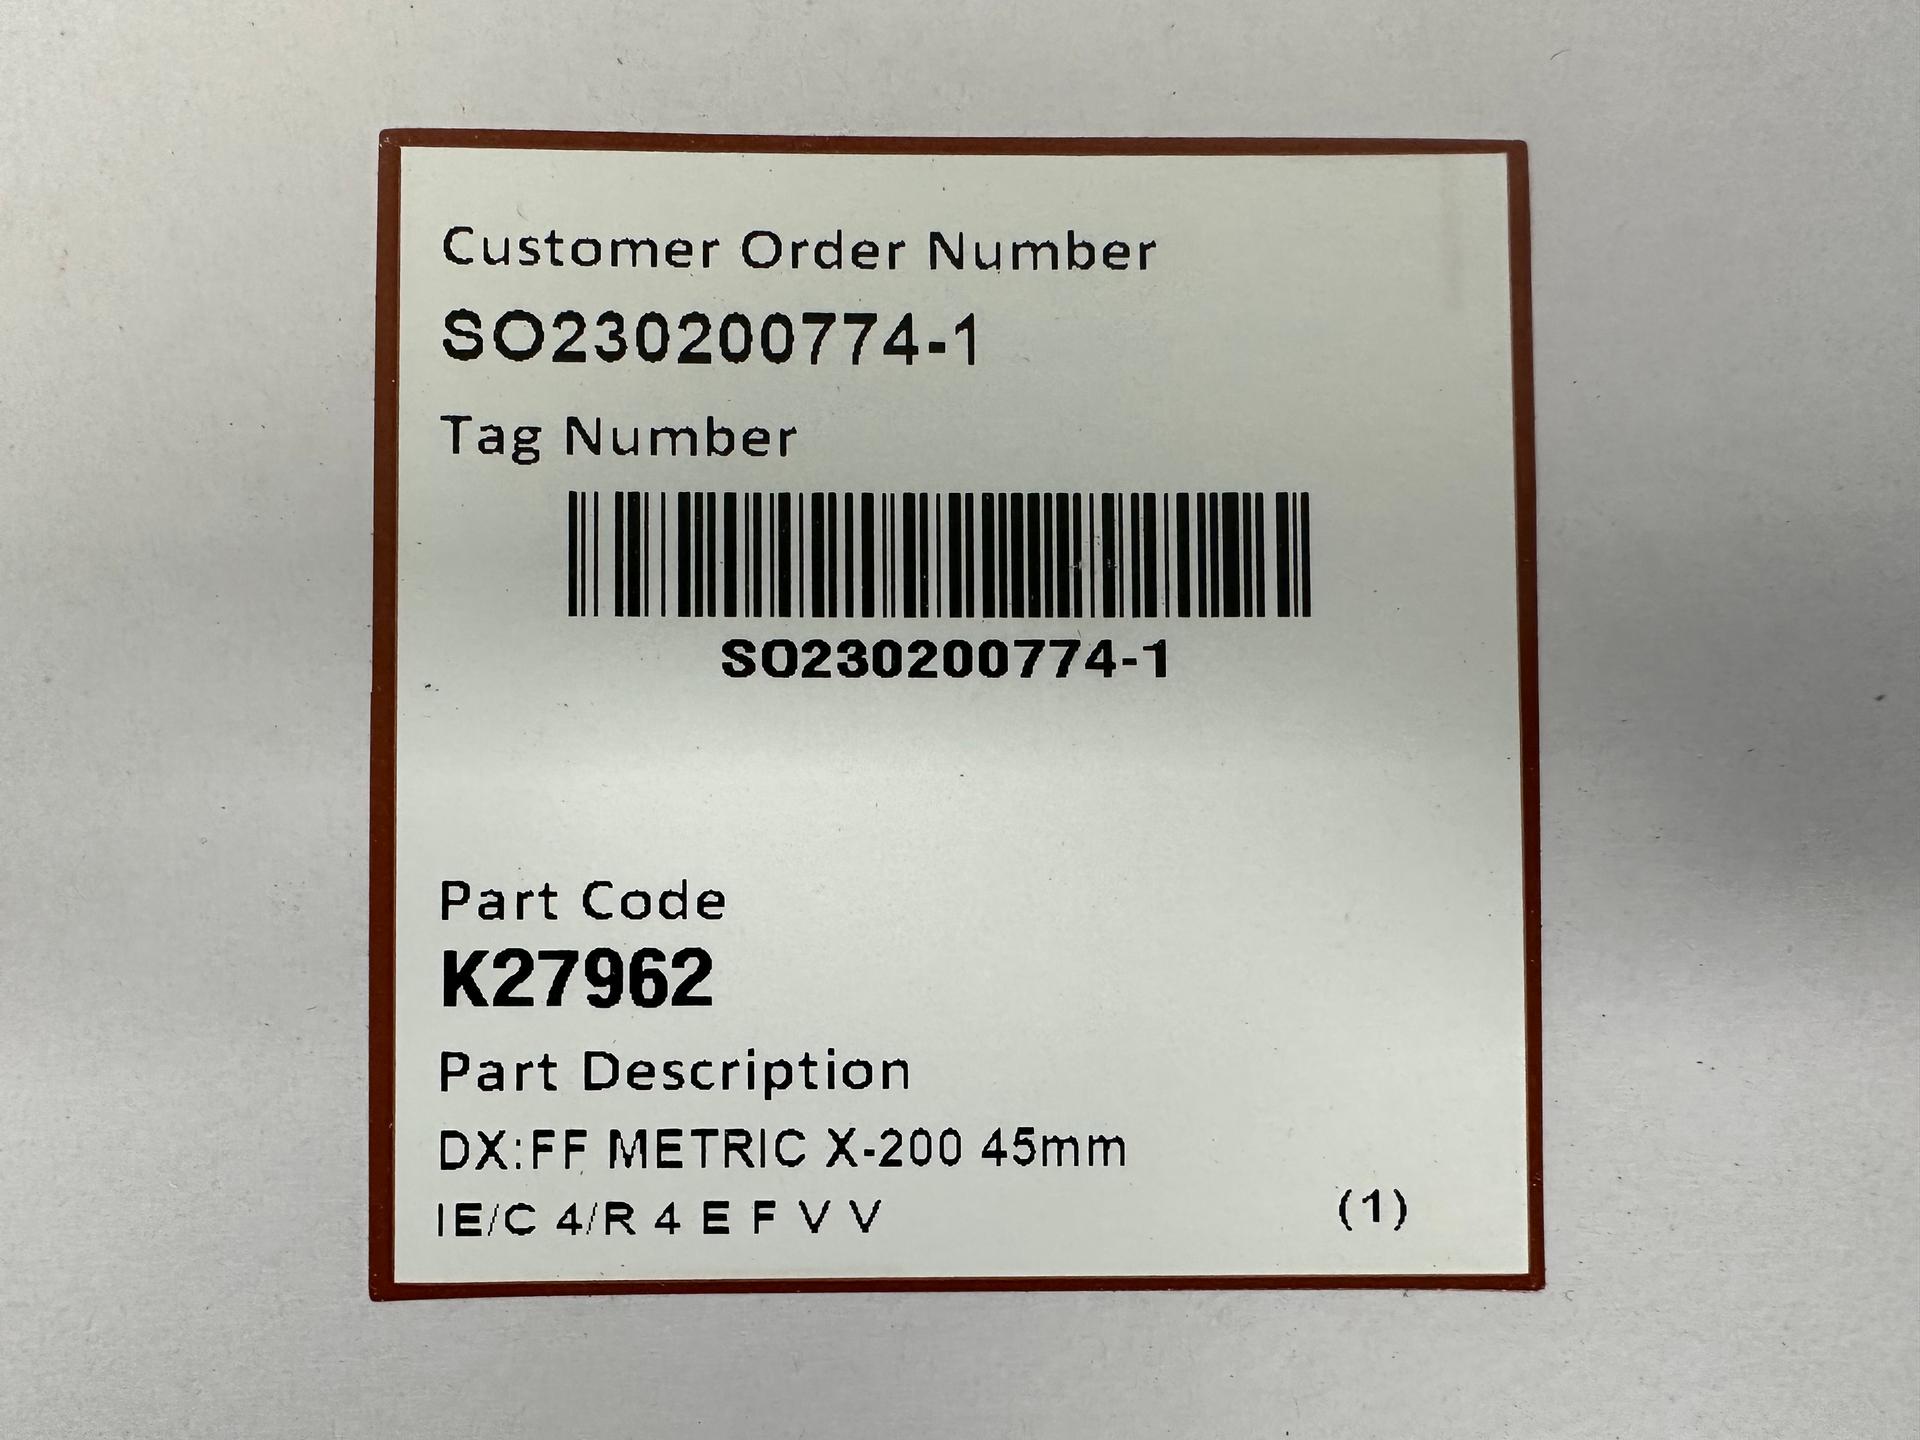 Customer Order Number
SO230200774-1
Tag Number
SO230200774-1
Part Code
K27962
Part Description
DX:FF METRIC X-200 45mm
IE/C 4/R 4 E F V V (1)